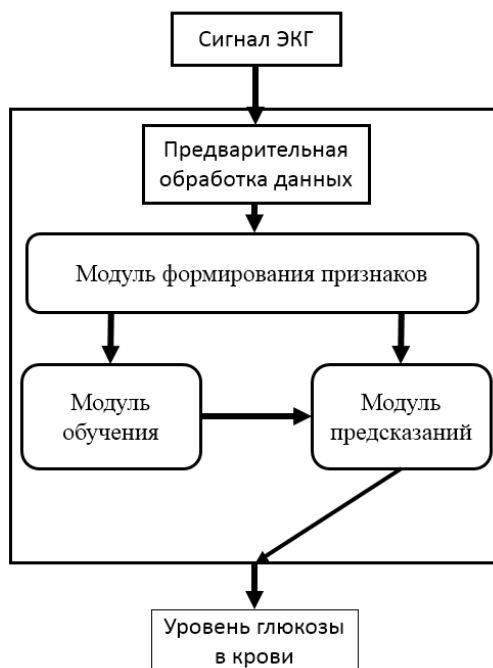 Сигнал ЭКГ
Предварительная
обработка данных
Модуль формирования признаков
Модуль
обучения
Модуль
предсказаний
Уровень глюкозы
в крови